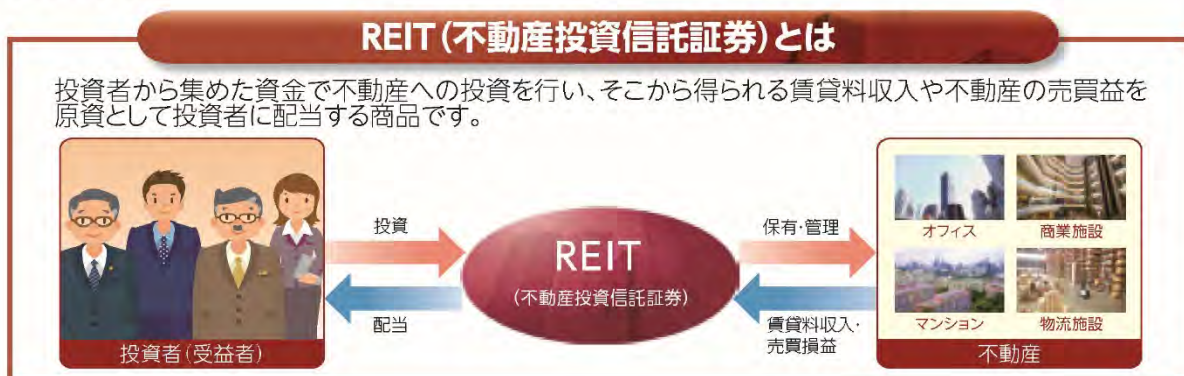 REIT(不動産投資信託証券)とは
投資者から集めた資金で不動産への投資を行い、そこから得られる賃貸料収入や不動産の売買益を
原資として投資者に配当する商品です。
投資者(受益者)
投資
配当
REIT
(不動産投資信託証券)
保有・管理
賃貸料収入・
売買損益
オフィス
商業施設
マンション
物流施設
不動産